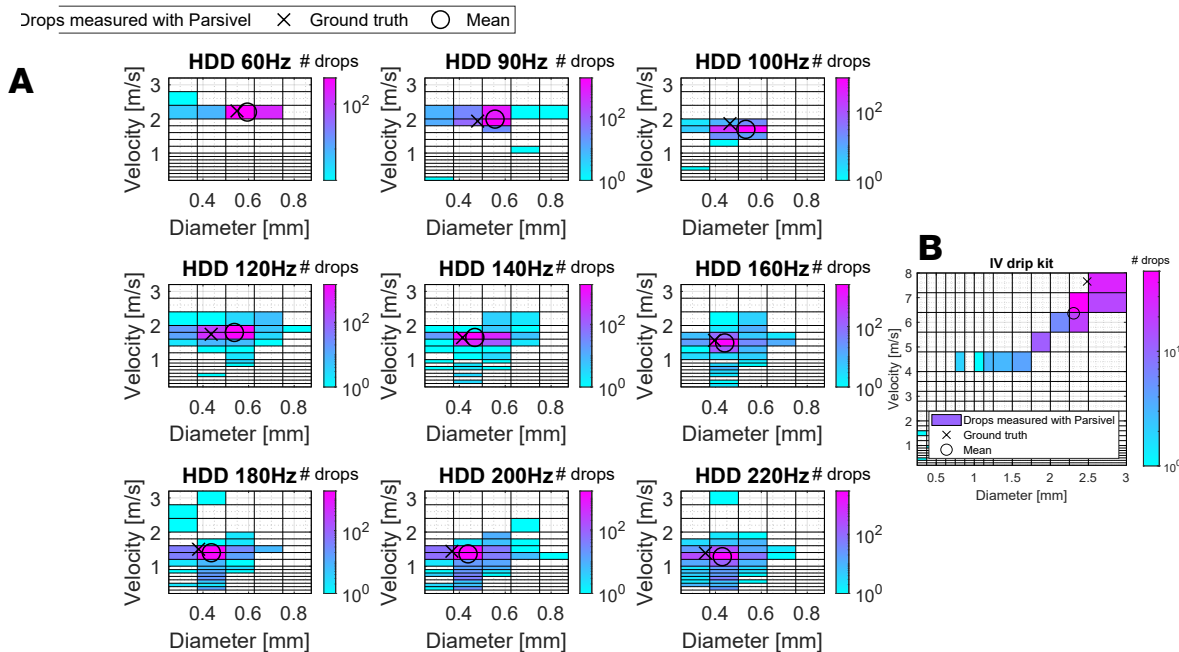 Drops measured with Parsivel × Ground truth ○ Mean
A
HDD 60Hz # drops
Velocity [m/s]
3
2
1
0.4 0.6 0.8
Diameter [mm]
10²
HDD 90Hz # drops
Velocity [m/s]
3
2
1
0.4 0.6 0.8
Diameter [mm]
10²
10⁰
HDD 100Hz # drops
Velocity [m/s]
3
2
1
0.4 0.6 0.8
Diameter [mm]
10²
10⁰
HDD 120Hz # drops
Velocity [m/s]
3
2
1
0.4 0.6 0.8
Diameter [mm]
10²
10⁰
HDD 140Hz # drops
Velocity [m/s]
3
2
1
0.4 0.6 0.8
Diameter [mm]
10²
10⁰
HDD 160Hz # drops
Velocity [m/s]
3
2
1
0.4 0.6 0.8
Diameter [mm]
10²
10⁰
HDD 180Hz # drops
Velocity [m/s]
3
2
1
0.4 0.6 0.8
Diameter [mm]
10²
10⁰
HDD 200Hz # drops
Velocity [m/s]
3
2
1
0.4 0.6 0.8
Diameter [mm]
10²
10⁰
HDD 220Hz # drops
Velocity [m/s]
3
2
1
0.4 0.6 0.8
Diameter [mm]
10²
10⁰
B
IV drip kit # drops
Velocity [m/s]
8
7
6
5
4
3
2
1
Drops measured with Parsivel
× Ground truth
○ Mean
0.5 1 1.5 2 2.5 3
Diameter [mm]
10¹
10⁰